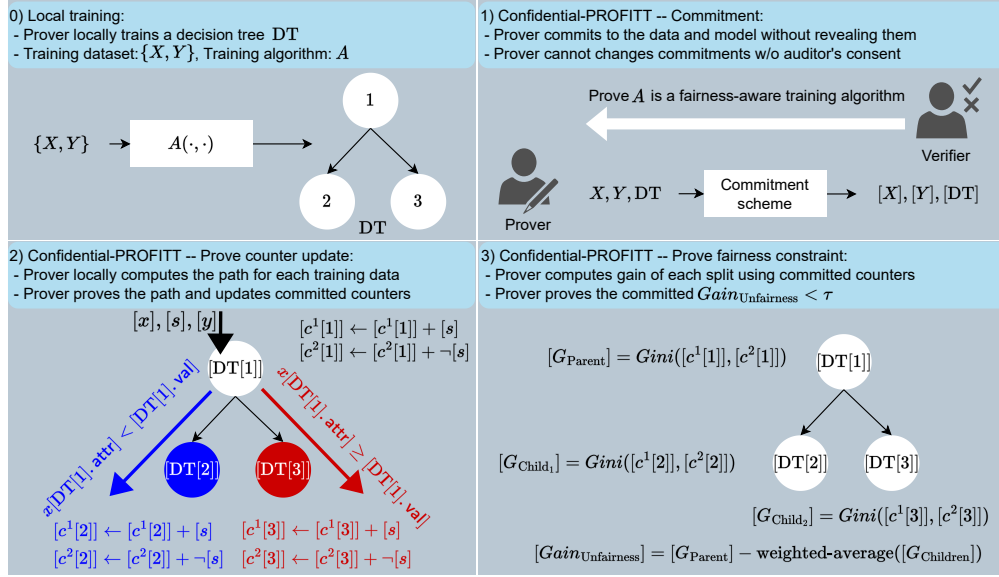 0) Local training:
- Prover locally trains a decision tree DT
- Training dataset: {X, Y}, Training algorithm: A
{X, Y}
A(·, ·)
1
2
3
DT
1) Confidential-PROFITT -- Commitment:
- Prover commits to the data and model without revealing them
- Prover cannot changes commitments w/o auditor's consent
Prove A is a fairness-aware training algorithm
Verifier
Prover
X, Y, DT
Commitment
scheme
[X], [Y], [DT]
2) Confidential-PROFITT -- Prove counter update:
- Prover locally computes the path for each training data
- Prover proves the path and updates committed counters
[x], [s], [y]
[c¹[1]] ← [c¹[1]] + [s]
[c²[1]] ← [c²[1]] + ¬[s]
[DT[1]]
x[DT[1]. attr] < [DT[1]. val]
x[DT[1]. attr] ≥ [DT[1]. val]
[DT[2]]
[DT[3]]
[c¹[2]] ← [c¹[2]] + [s]
[c²[2]] ← [c²[2]] + ¬[s]
[c¹[3]] ← [c¹[3]] + [s]
[c²[3]] ← [c²[3]] + ¬[s]
3) Confidential-PROFITT -- Prove fairness constraint:
- Prover computes gain of each split using committed counters
- Prover proves the committed Gain_Unfairness < τ
[G_Parent] = Gini([c¹[1]], [c²[1]])
[DT[1]]
[G_Child₁] = Gini([c¹[2]], [c²[2]])
[DT[2]]
[DT[3]]
[G_Child₂] = Gini([c¹[3]], [c²[3]])
[Gain_Unfairness] = [G_Parent] − weighted-average([G_Children])